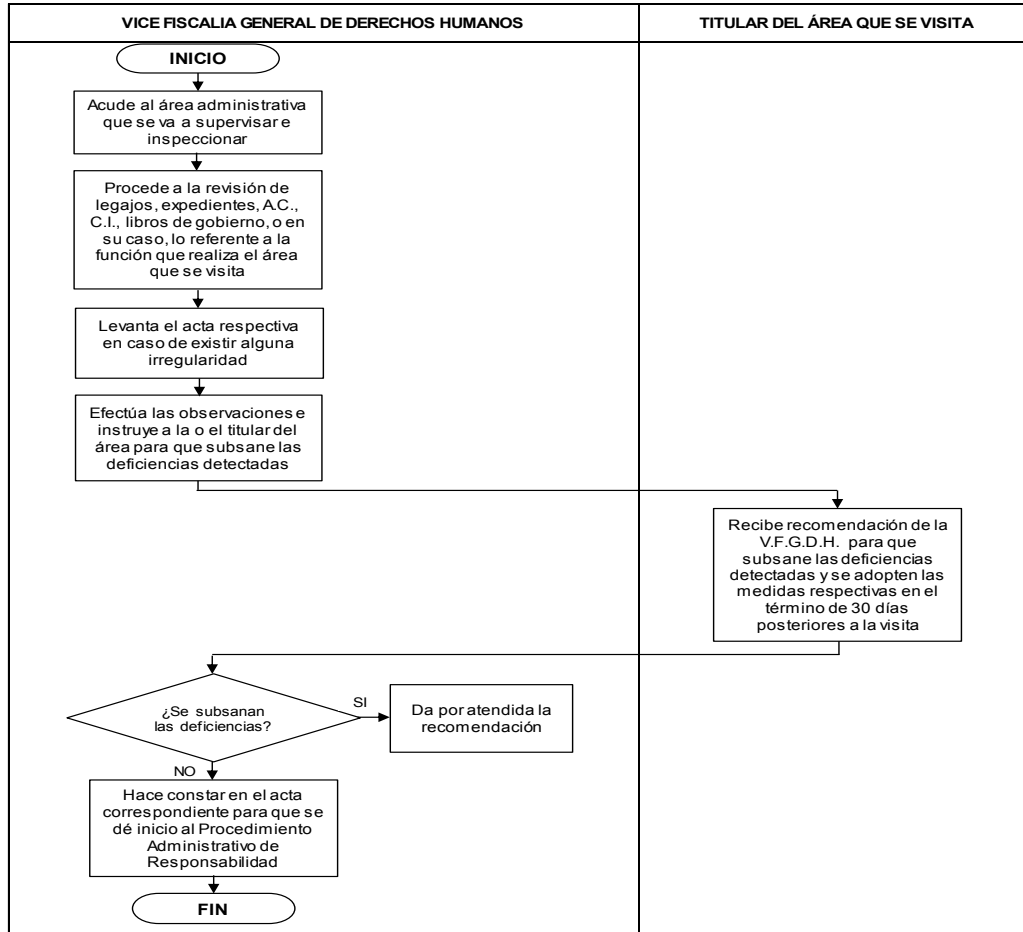 VICE FISCALIA GENERAL DE DERECHOS HUMANOS
TITULAR DEL ÁREA QUE SE VISITA
INICIO
Acude al área administrativa
que se va a supervisar e
inspeccionar
Procede a la revisión de
legajos, expedientes, A.C.,
C.I., libros de gobierno, o en
su caso, lo referente a la
función que realiza el área
que se visita
Levanta el acta respectiva
en caso de existir alguna
irregularidad
Efectúa las observaciones e
instruye a la o el titular del
área para que subsane las
deficiencias detectadas
Recibe recomendación de la
V.F.G.D.H. para que
subsane las deficiencias
detectadas y se adopten las
medidas respectivas en el
término de 30 días
posteriores a la visita
¿Se subsanan
las deficiencias?
SI
Da por atendida la
recomendación
NO
Hace constar en el acta
correspondiente para que se
dé inicio al Procedimiento
Administrativo de
Responsabilidad
FIN